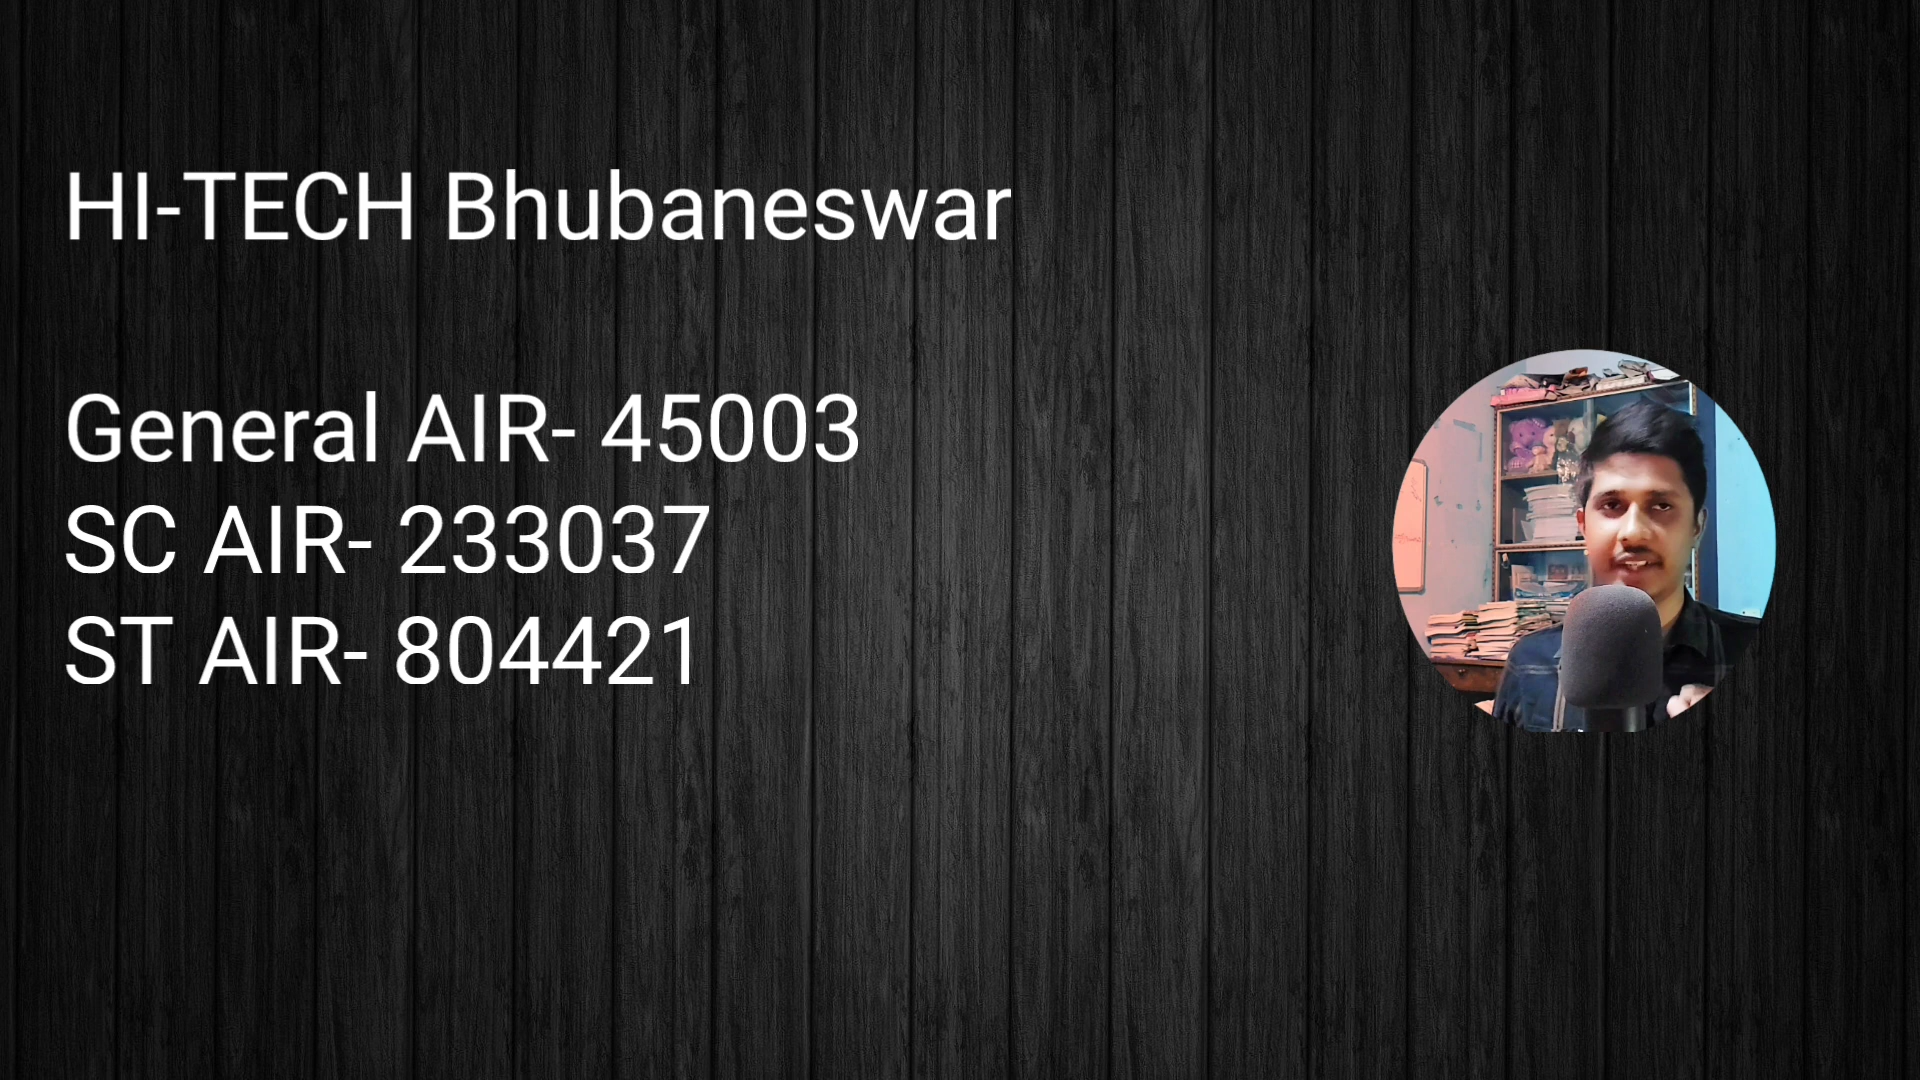 HI-TECH Bhubaneswar
General AIR- 45003
SC AIR- 233037
ST AIR- 804421